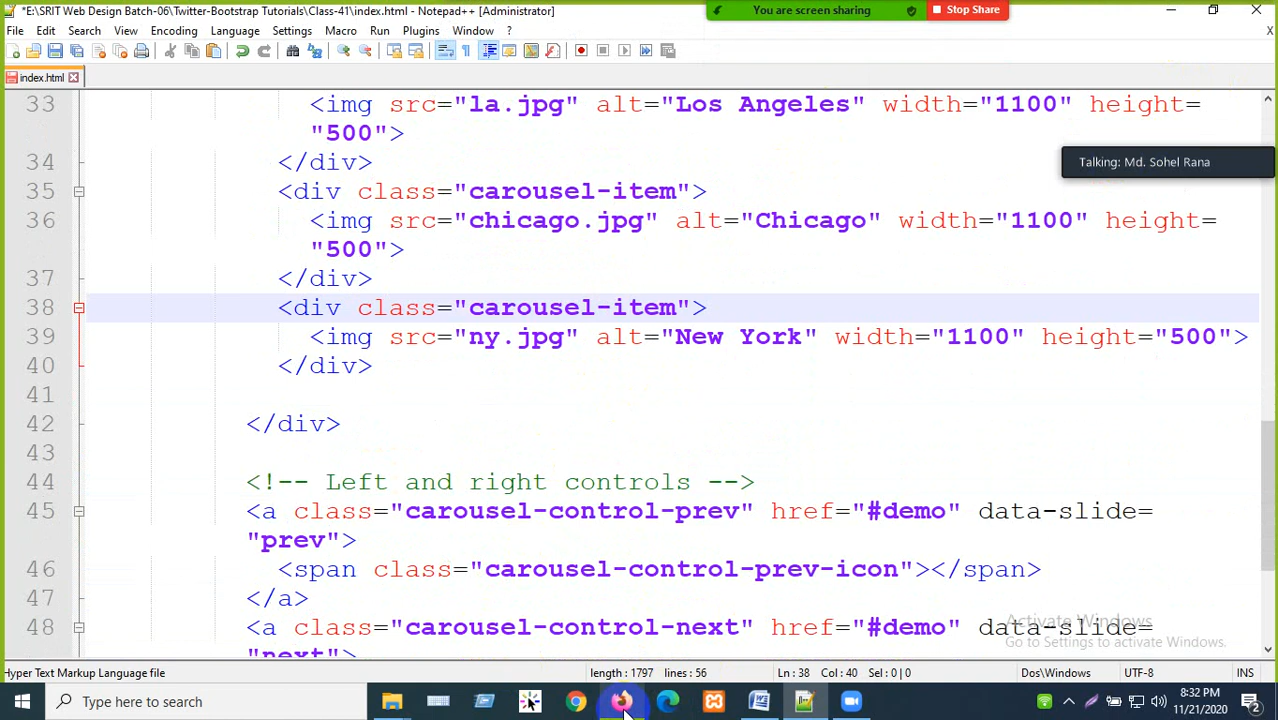 *E:\SRIT Web Design Batch-06\Twitter-Bootstrap Tutorials\Class-41\index.html - Notepad++ [Administrator]
You are screen sharing
Stop Share
File Edit Search View Encoding Language Settings Macro Run Plugins Window ?
X
index.html
33 <img src="la.jpg" alt="Los Angeles" width="1100" height=
"500">
Talking: Md. Sohel Rana
34 </div>
35 <div class="carousel-item">
36 <img src="chicago.jpg" alt="Chicago" width="1100" height=
"500">
37 </div>
38 <div class="carousel-item">
39 <img src="ny.jpg" alt="New York" width="1100" height="500">
40 </div>
41
42 </div>
43
44 <!-- Left and right controls -->
45 <a class="carousel-control-prev" href="#demo" data-slide=
"prev">
46 <span class="carousel-control-prev-icon"></span>
47 </a>
48 <a class="carousel-control-next" href="#demo" data-slide=
"next">
Activate Windows
Go to Settings to activate Windows.
Hyper Text Markup Language file length : 1797 lines : 56 Ln : 38 Col : 40 Sel : 0 | 0 Dos\Windows UTF-8 INS
Type here to search
8:32 PM
11/21/2020
2